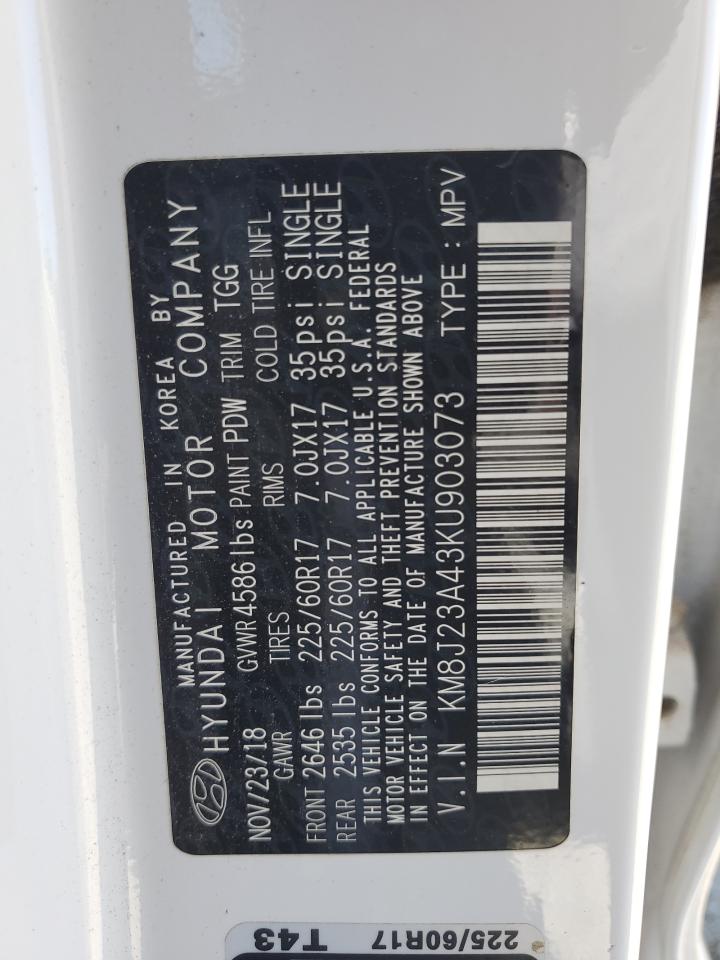 MANUFACTURED IN KOREA BY
HYUNDAI MOTOR COMPANY
NOV/23/18 GVWR 4586 lbs PAINT PDW TRIM TGG
GAWR TIRES RIMS COLD TIRE INFL
FRONT 2646 lbs 225/60R17 7.0JX17 35psi SINGLE
REAR 2535 lbs 225/60R17 7.0JX17 35psi SINGLE
THIS VEHICLE CONFORMS TO ALL APPLICABLE U.S.A. FEDERAL
MOTOR VEHICLE SAFETY AND THEFT PREVENTION STANDARDS
IN EFFECT ON THE DATE OF MANUFACTURE SHOWN ABOVE
V.I.N KM8J23A43KU903073 TYPE : MPV
T43
225/60R17